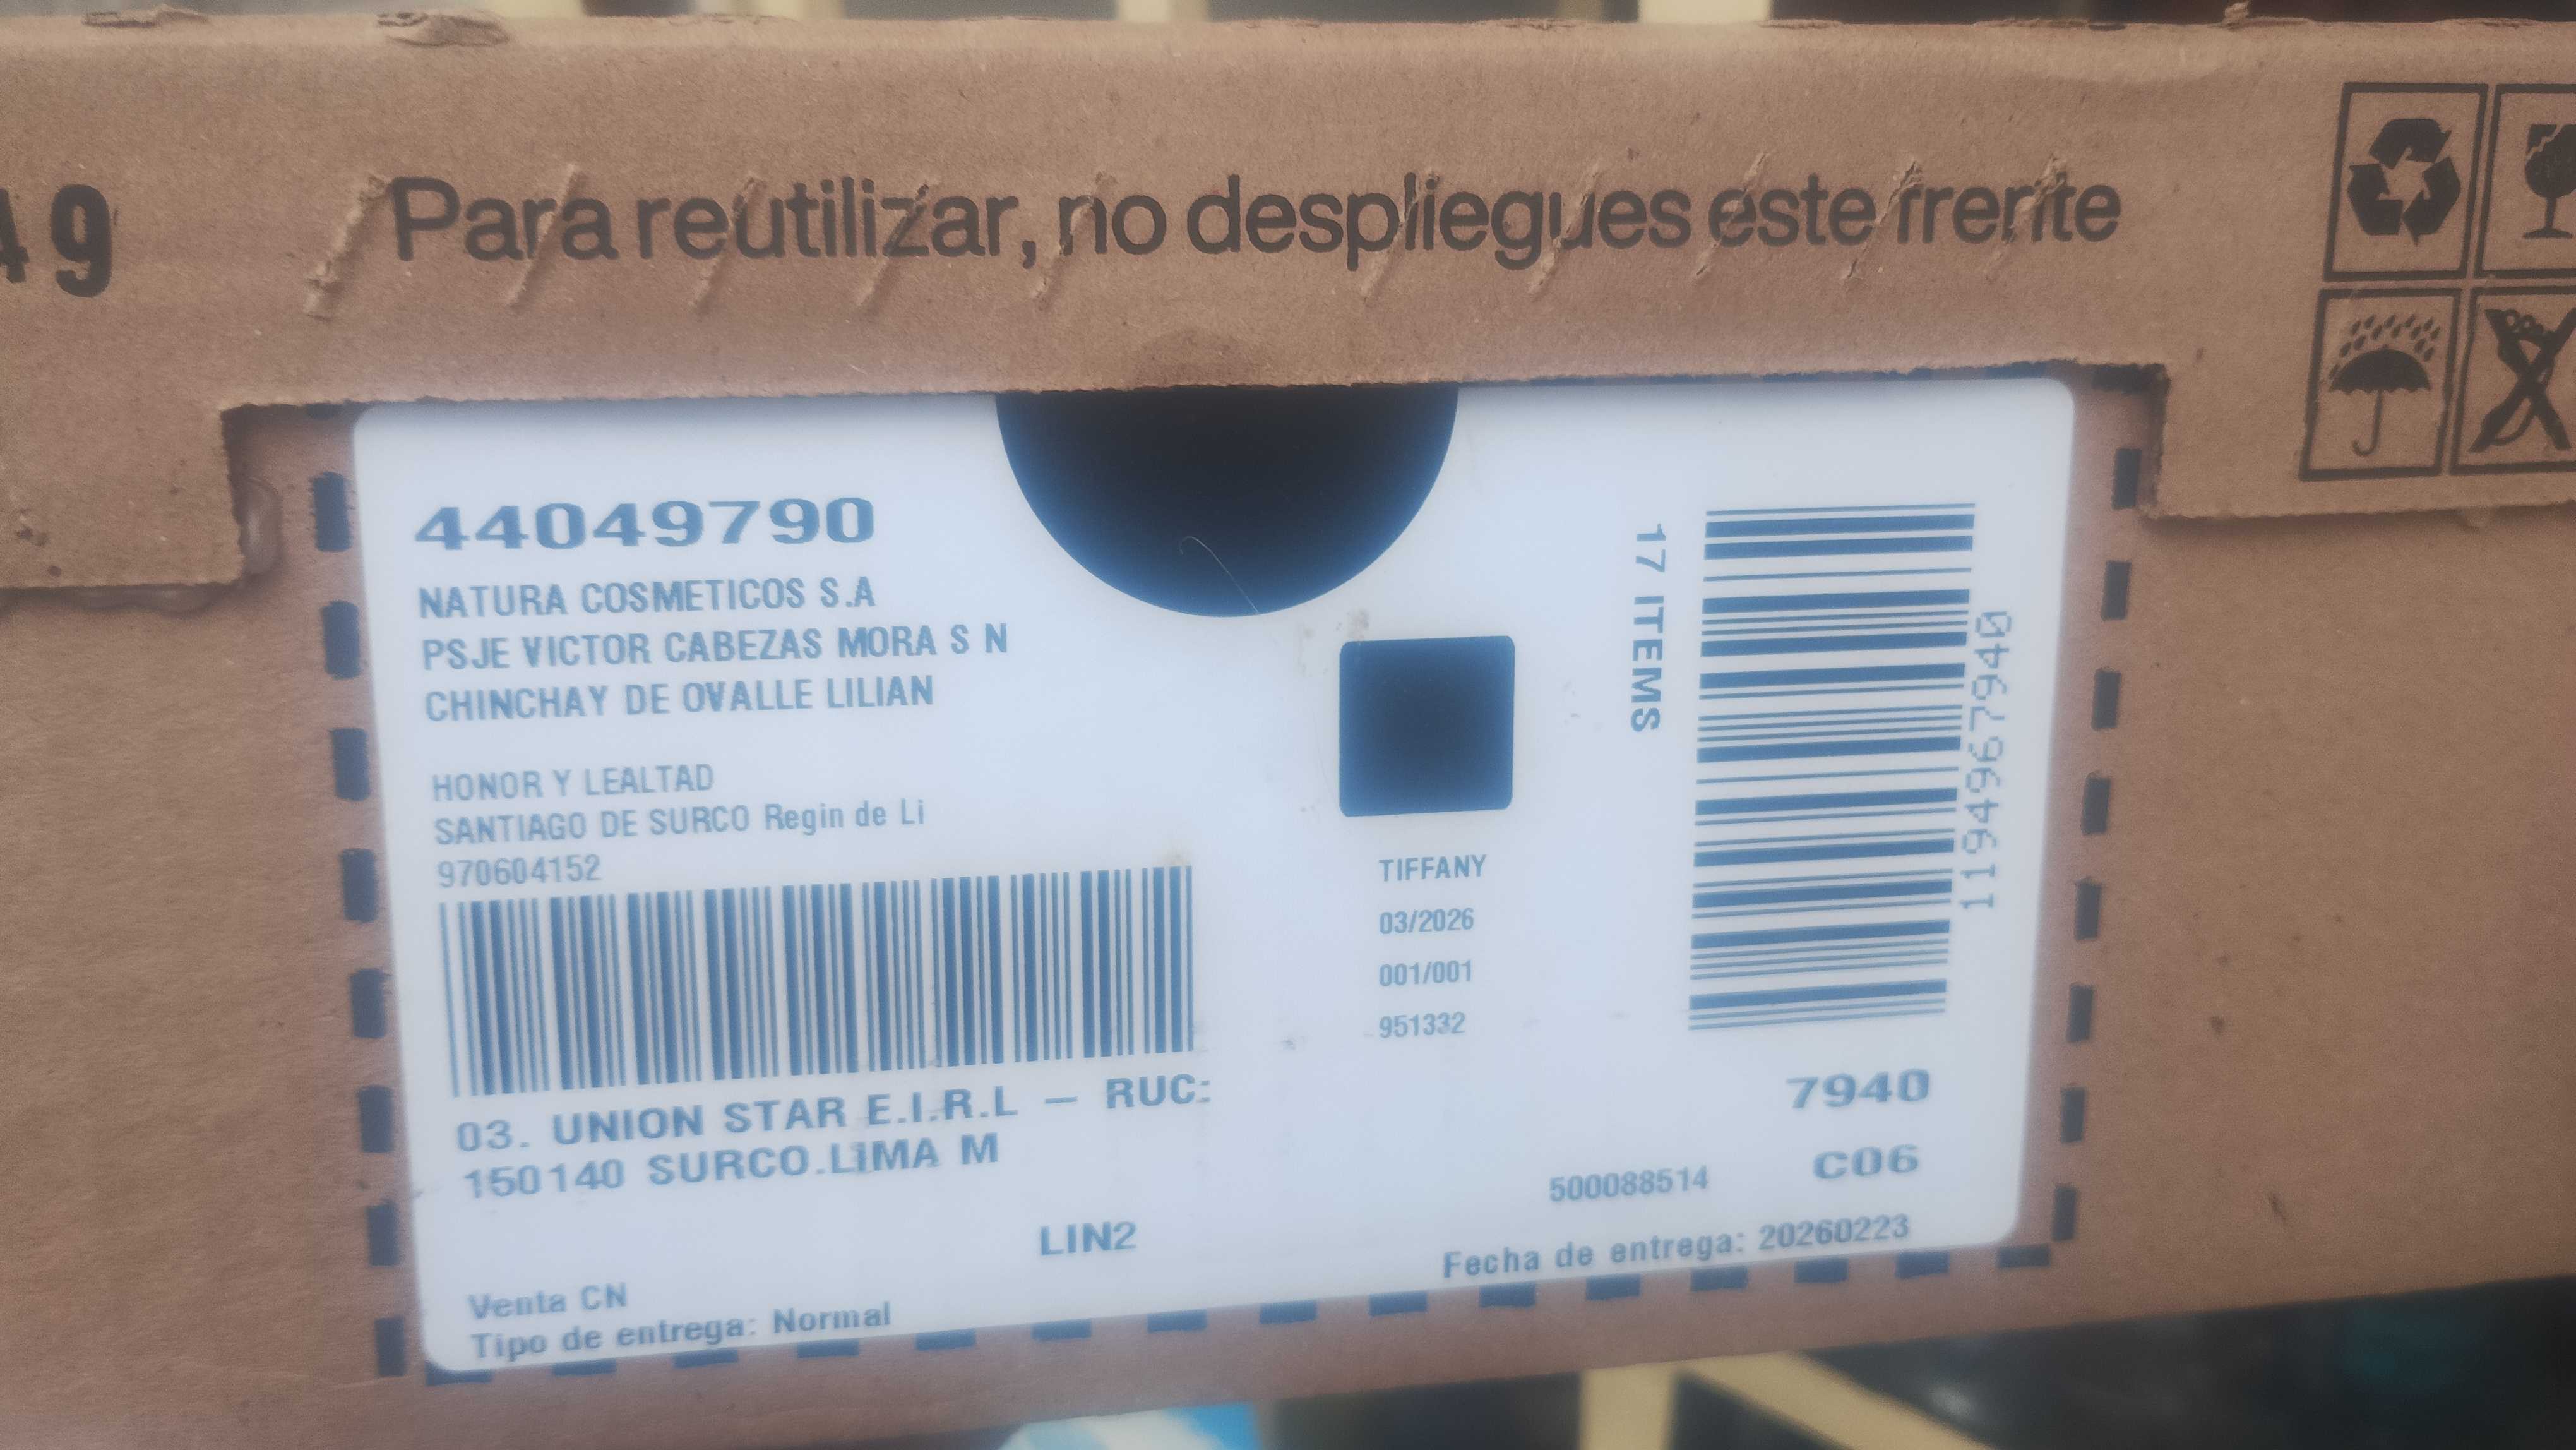 49
Para reutilizar, no despliegues este frente
44049790
NATURA COSMETICOS S.A
PSJE VICTOR CABEZAS MORA S N
CHINCHAY DE OVALLE LILIAN
HONOR Y LEALTAD
SANTIAGO DE SURCO Regin de Li
970604152
03. UNION STAR E.I.R.L — RUC:
150140 SURCO.LIMA M
LIN2
Venta CN
Tipo de entrega: Normal
TIFFANY
03/2026
001/001
951332
17 ITEMS
1194967940
7940
C06
500088514
Fecha de entrega: 20260223